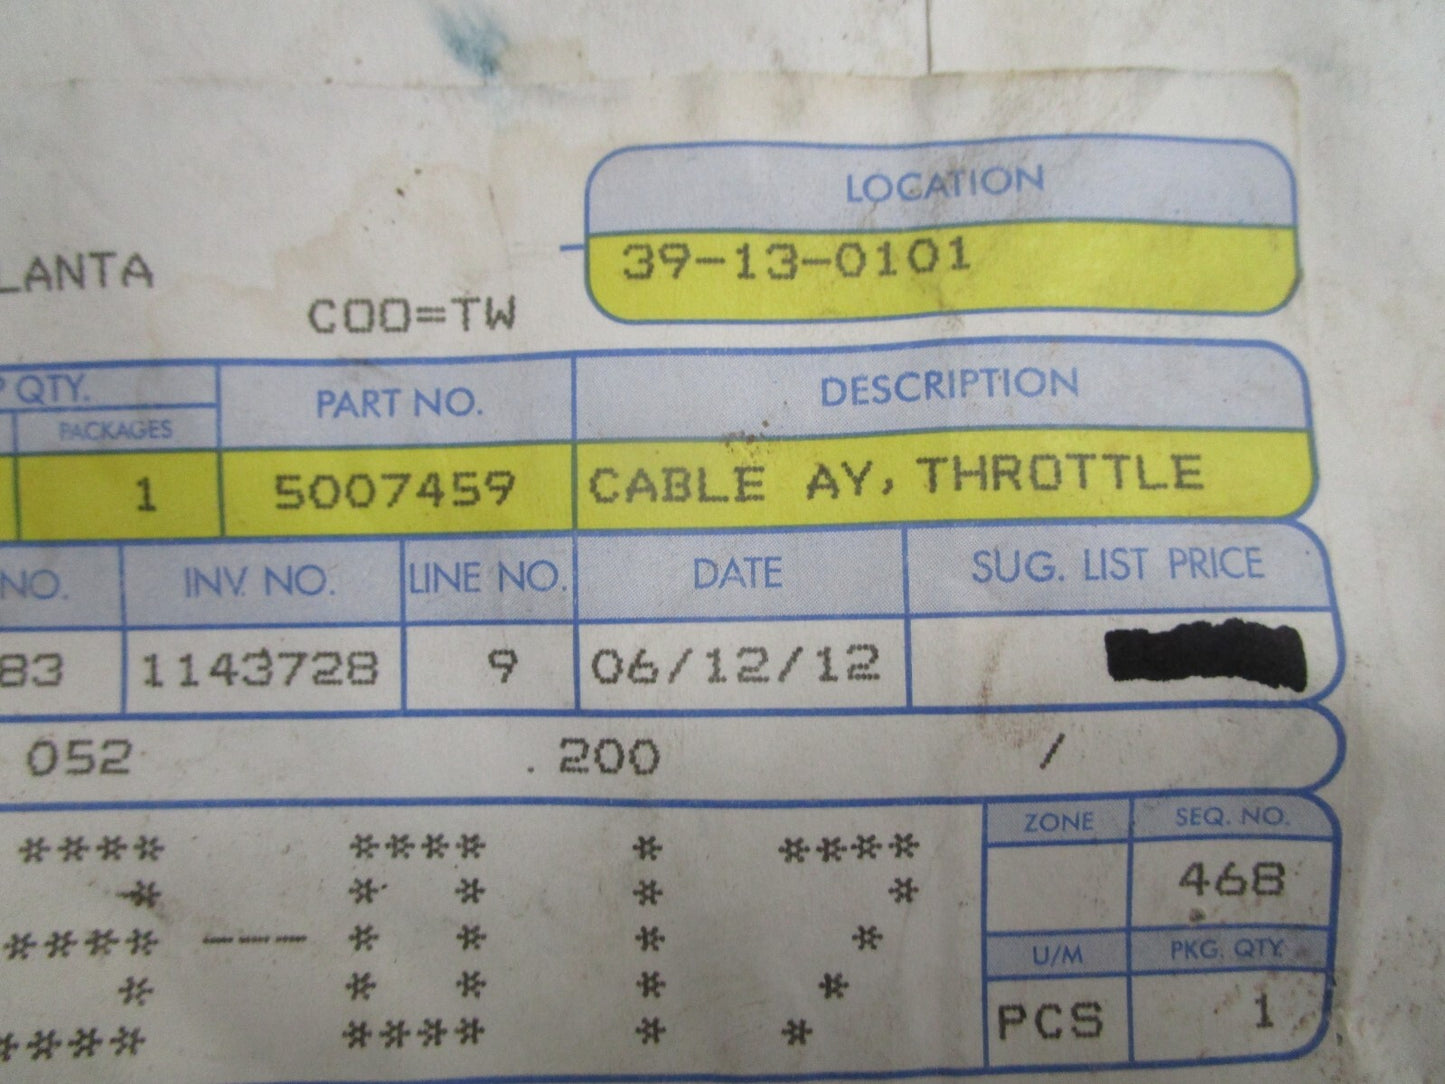 LOCATION
39-13-0101
LANTA
COO=TW
QTY. PART NO. DESCRIPTION
PACKAGES
1 5007459 CABLE AY, THROTTLE
NO. INV. NO. LINE NO. DATE SUG. LIST PRICE
83 1143728 9 06/12/12
052 .200 /
ZONE SEQ. NO.
**** **** * ****
* * * * *
468
**** --- * * * *
U/M PKG. QTY.
* * * * *
PCS 1
**** **** * *